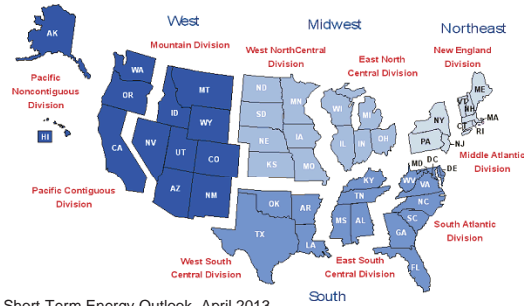 West
Midwest
Northeast
AK
Mountain Division
West NorthCentral
Division
East North
Central Division
New England
Division
Pacific
Noncontiguous
Division
HI
WA
OR
CA
MT
ID
WY
NV
UT
CO
AZ
NM
ND
SD
NE
KS
MN
IA
MO
WI
MI
IL
IN
OH
ME
VT
NH
MA
NY
CT
RI
PA
NJ
Middle Atlantic
Division
MD
DC
DE
Pacific Contiguous
Division
OK
AR
TX
LA
KY
TN
MS
AL
WV
VA
NC
SC
GA
FL
South Atlantic
Division
West South
Central Division
East South
Central Division
South
Short-Term Energy Outlook, April 2013